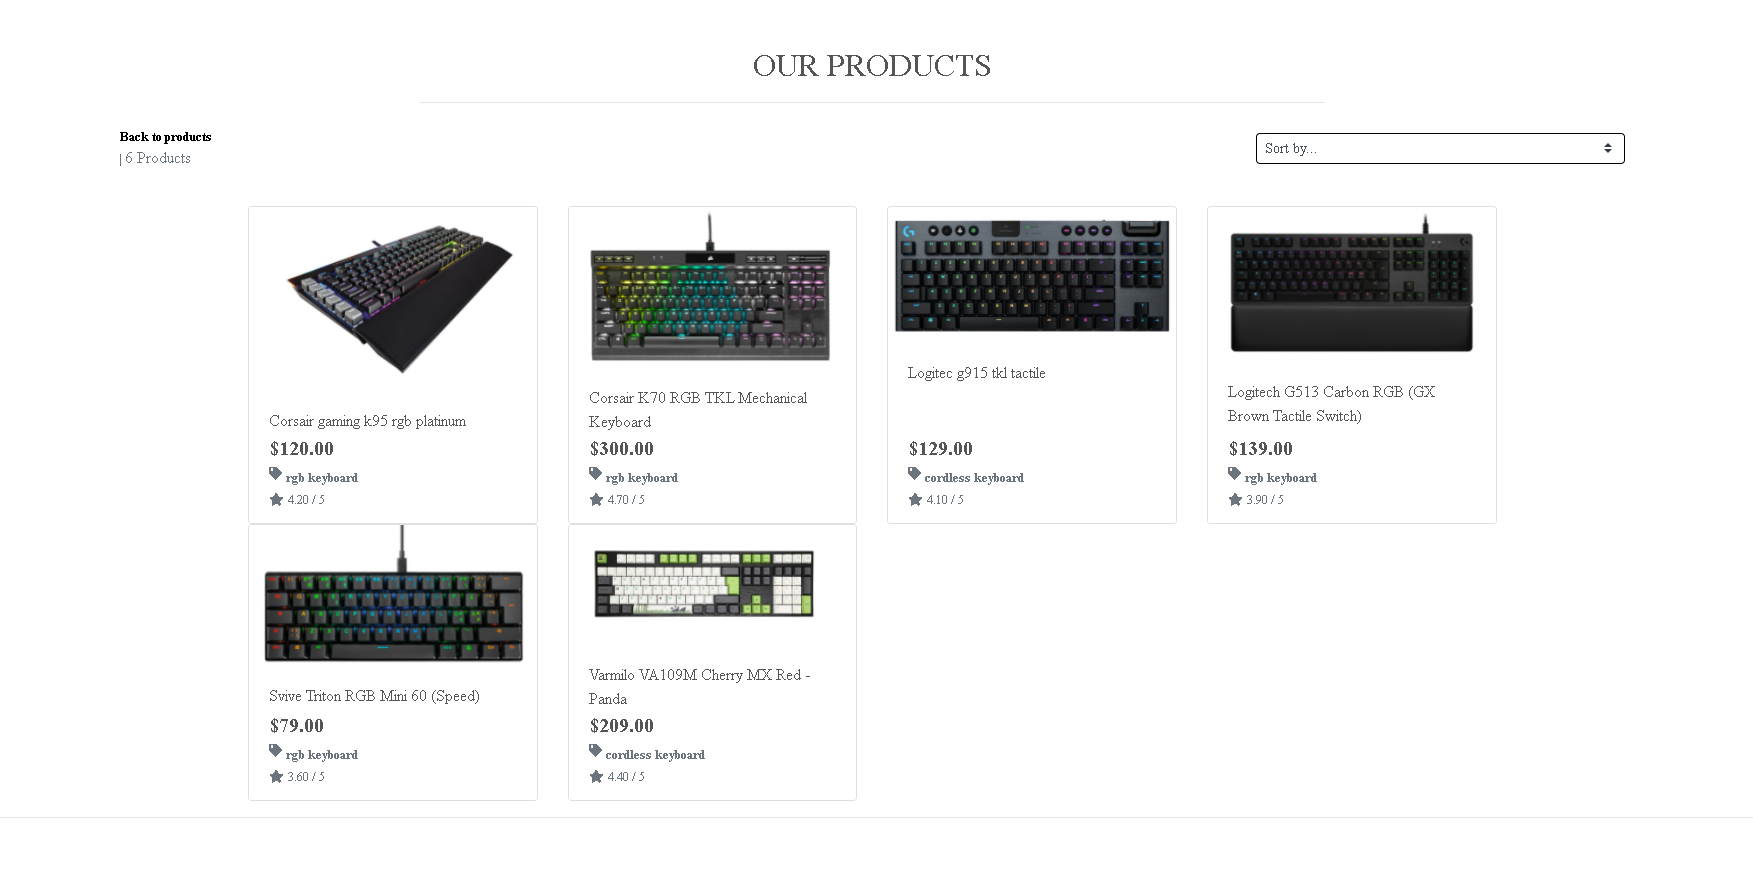 OUR PRODUCTS
Back to products
| 6 Products
Sort by...
Corsair gaming k95 rgb platinum
$120.00
rgb keyboard
4.20 / 5
Corsair K70 RGB TKL Mechanical
Keyboard
$300.00
rgb keyboard
4.70 / 5
Logitec g915 tkl tactile
$129.00
cordless keyboard
4.10 / 5
Logitech G513 Carbon RGB (GX
Brown Tactile Switch)
$139.00
rgb keyboard
3.90 / 5
Svive Triton RGB Mini 60 (Speed)
$79.00
rgb keyboard
3.60 / 5
Varmilo VA109M Cherry MX Red -
Panda
$209.00
cordless keyboard
4.40 / 5